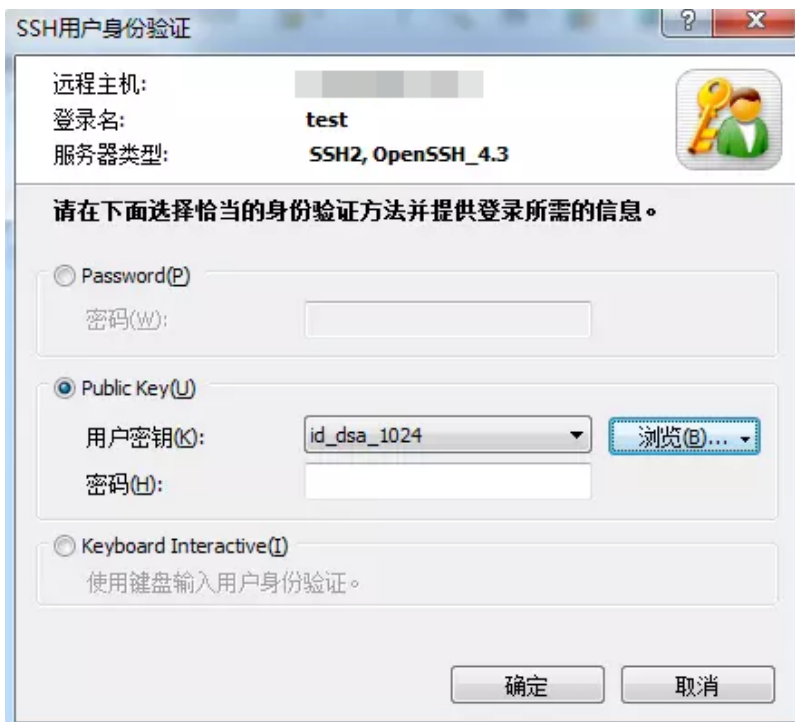 SSH用户身份验证
远程主机:
登录名: test
服务器类型: SSH2, OpenSSH_4.3
请在下面选择恰当的身份验证方法并提供登录所需的信息。
Password(P)
密码(W):
Public Key(U)
用户密钥(K): id_dsa_1024 浏览(B)...
密码(H):
Keyboard Interactive(I)
使用键盘输入用户身份验证。
确定 取消